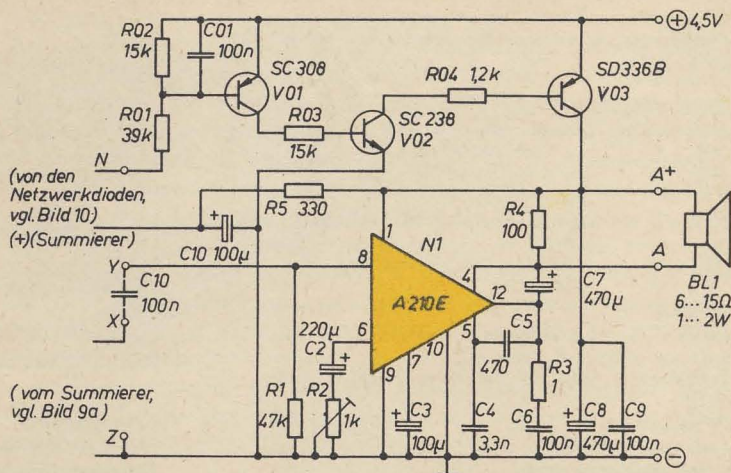 R02
15k
C01
100n
SC308
V01
R04 1,2k
SD336B
V03
⊕ 4,5V
R01
39k
R03
15k
SC238
V02
N
(von den
Netzwerkdioden,
vgl. Bild 10)
(+)(Summierer)
R5 330
C10 100µ
N1
R4
100
A+
A
Y
C10
100n
X
1
8
6
9
7
10
4
12
5
A210E
C7
470µ
BL1
6...15Ω
1...2W
220µ
C2
C5
470
R3
1
(vom Summierer,
vgl. Bild 9a)
Z
R1
47k
R2
1k
C3
100µ
C4
3,3n
C6
100n
C8
470µ
C9
100n
⊖